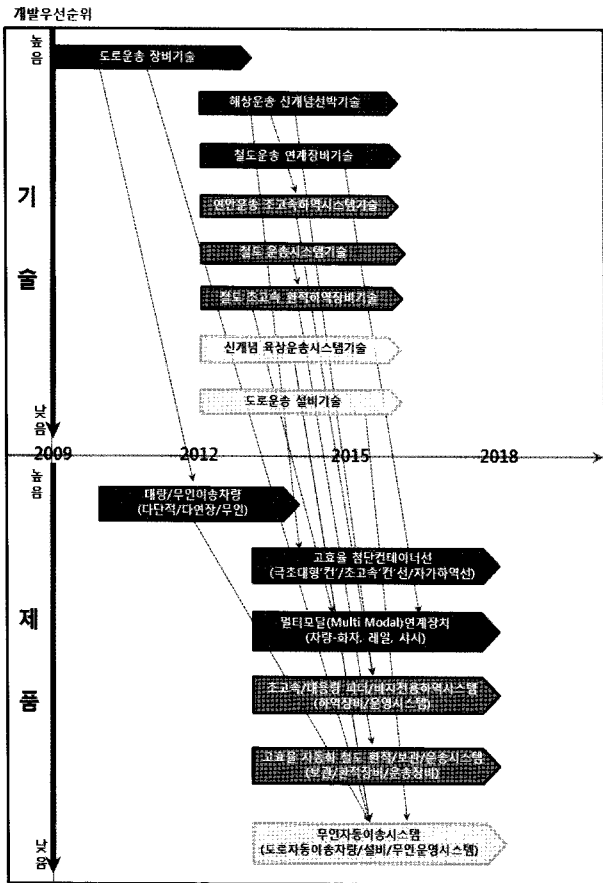 개발우선순위
높음
도로운송 장비기술
해상운송 신개념선박기술
철도운송 연계장비기술
연안운송 초고속하역시스템기술
철도 운송시스템기술
철도 초고속 환적하역장비기술
신개념 육상운송시스템기술
도로운송 설비기술
기술
낮음
2009 2012 2015 2018
높음
대량/무인이송차량
(다단적/다연장/무인)
고효율 첨단컨테이너선
(극초대형'컨'/초고속'컨'선/자가하역선)
멀티모달(Multi Modal)연계장치
(차량-화차, 레일, 샤시)
초고속/대용량 피더/바지전용하역시스템
(하역장비/운영시스템)
고효율 자동화 철도 환적/보관/운송시스템
(보관/환적장비/운송장비)
무인자동이송시스템
(도로자동이송차량/설비/무인운영시스템)
제품
낮음